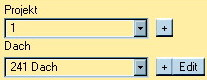 Projekt
1 +
Dach
241 Dach + Edit